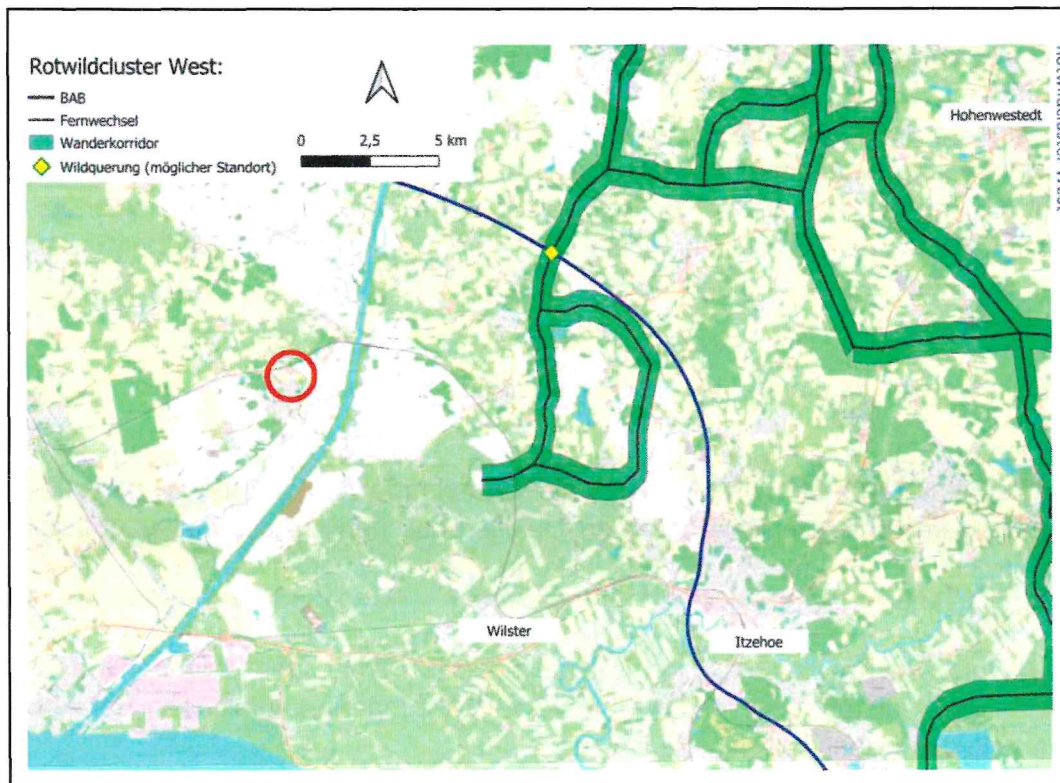 Rotwildcluster West:
BAB
Fernwechsel
Wanderkorridor
Wildquerung (möglicher Standort)
0 2,5 5 km
Hohenwestedt
Wilster
Itzehoe